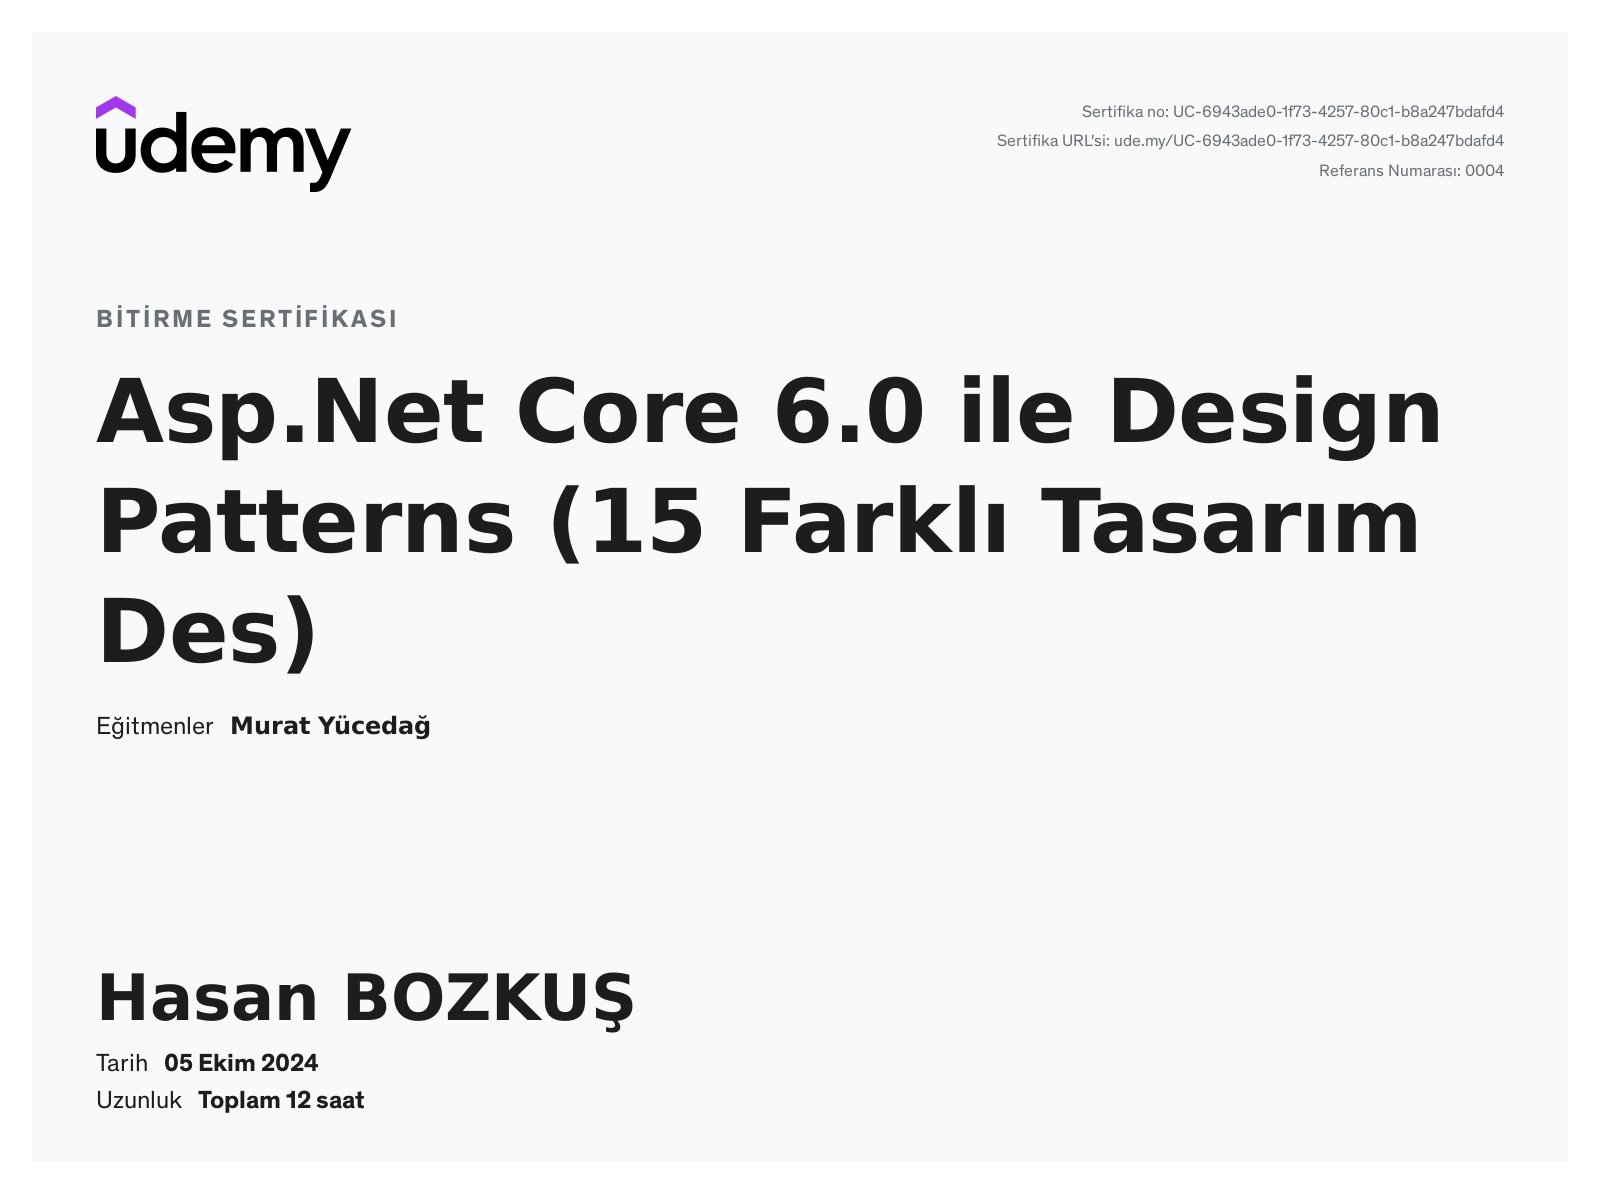 udemy
Sertifika no: UC-6943ade0-1f73-4257-80c1-b8a247bdafd4
Sertifika URL'si: ude.my/UC-6943ade0-1f73-4257-80c1-b8a247bdafd4
Referans Numarası: 0004
BİTİRME SERTİFİKASI
Asp.Net Core 6.0 ile Design
Patterns (15 Farklı Tasarım
Des)
Eğitmenler Murat Yücedağ
Hasan BOZKUŞ
Tarih 05 Ekim 2024
Uzunluk Toplam 12 saat